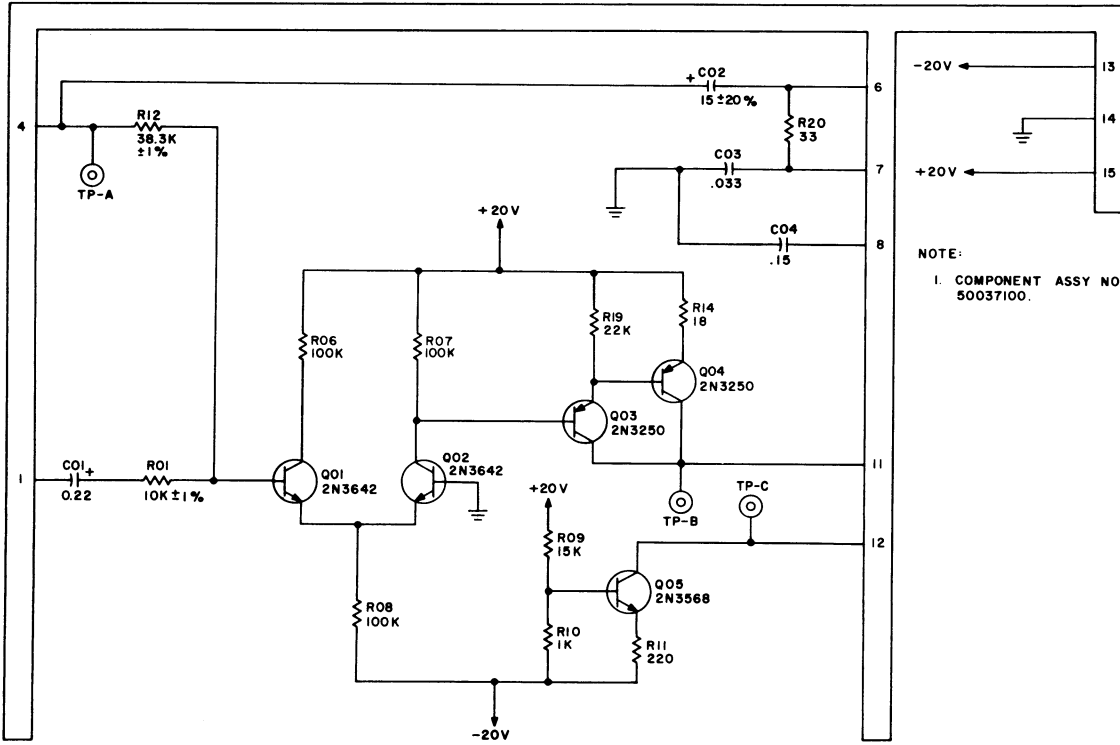 + C02
15 ±20%
6
-20V
13
R12
38.3K
±1%
4
R20
33
14
C03
.033
7
+20V
15
TP-A
+20V
C04
.15
8
NOTE:
1. COMPONENT ASSY NO
50037100.
R06
100K
R07
100K
R19
22K
R14
18
Q04
2N3250
Q03
2N3250
1
C01 +
0.22
R01
10K ±1%
Q01
2N3642
Q02
2N3642
11
+20V
TP-B
TP-C
R09
15K
12
Q05
2N3568
R08
100K
R10
1K
R11
220
-20V